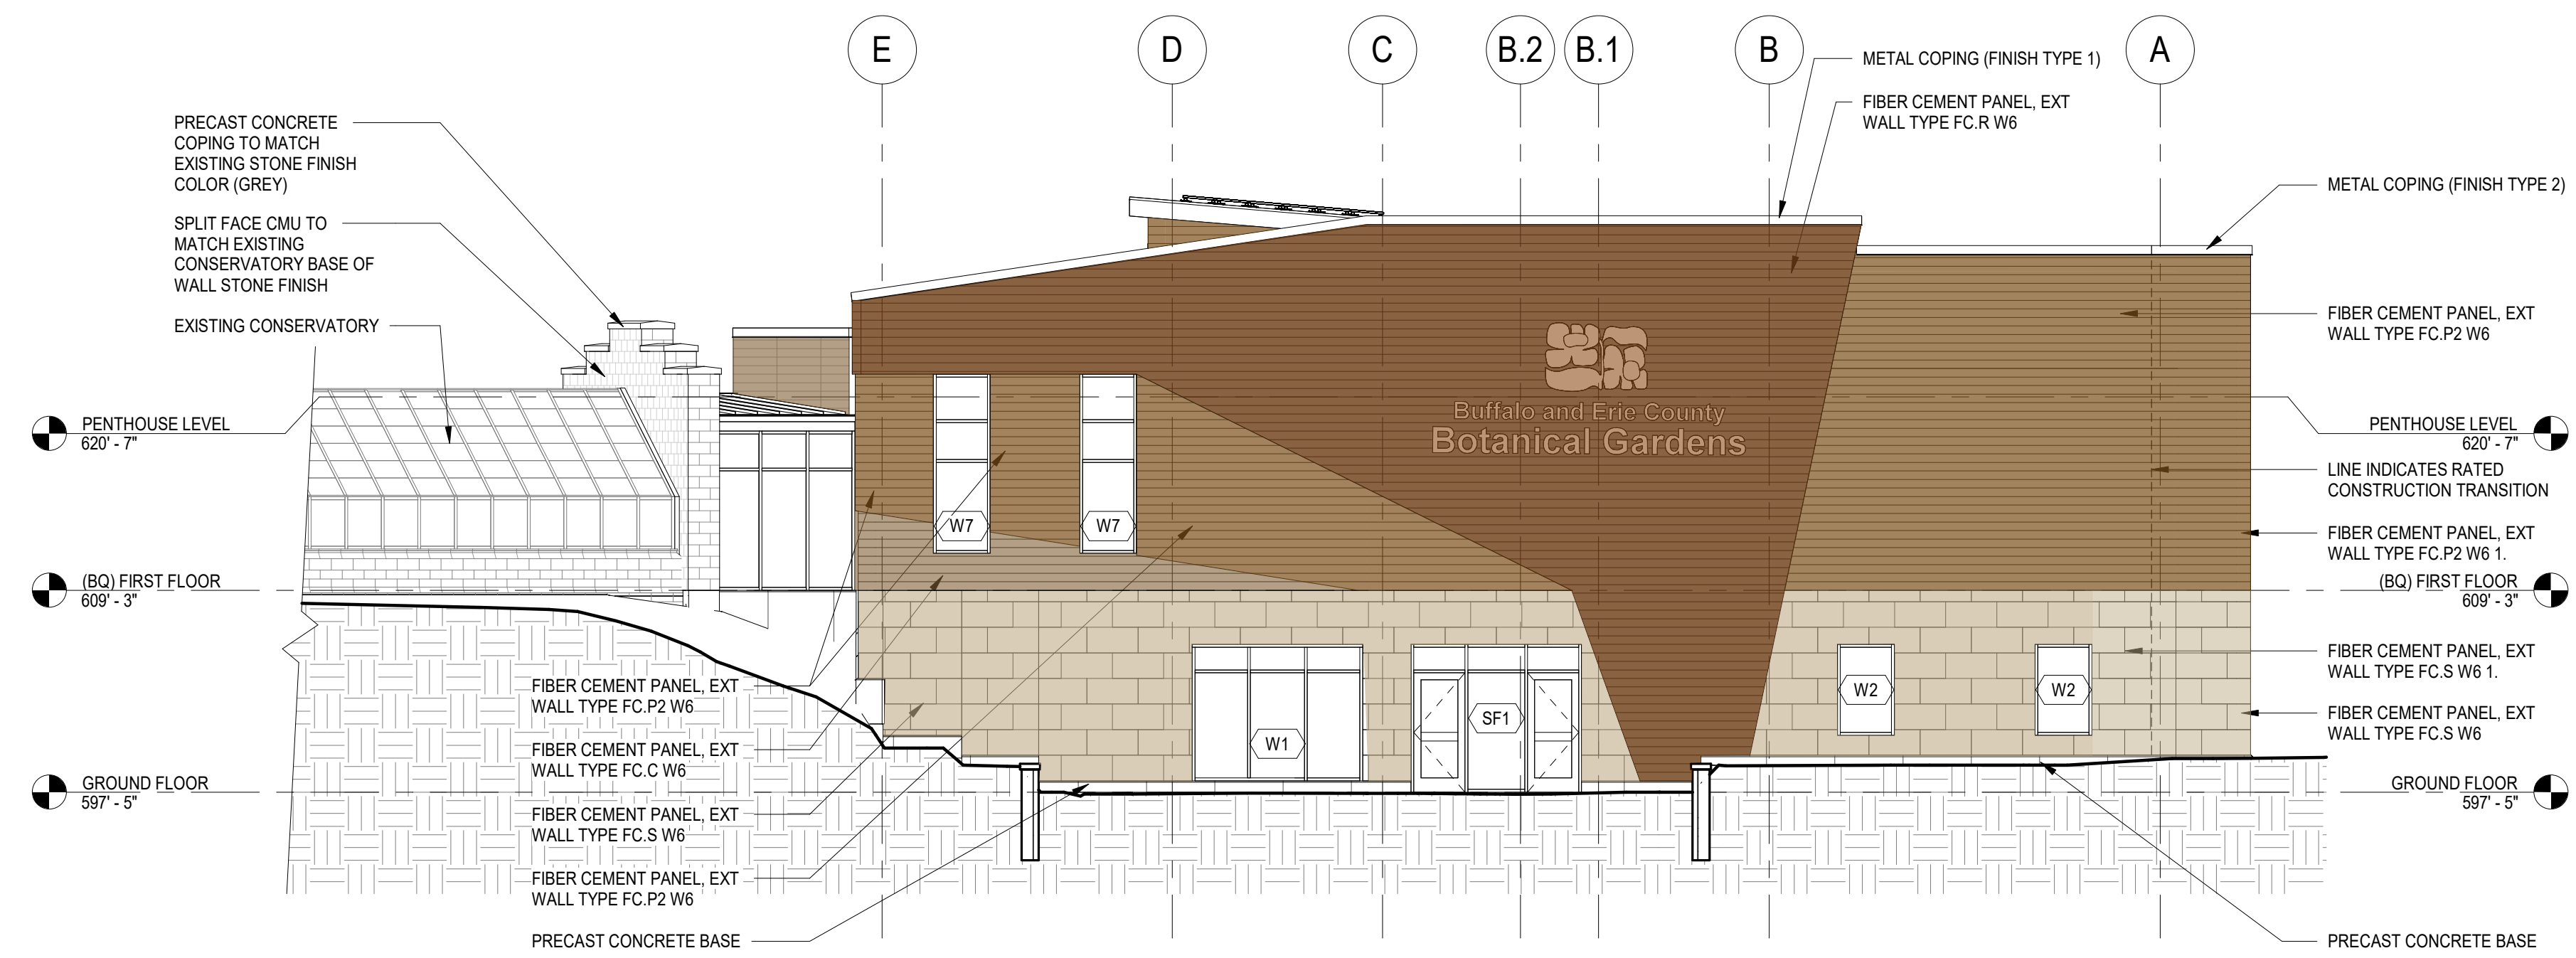 E
D
C
B.2
B.1
B
A
METAL COPING (FINISH TYPE 1)
FIBER CEMENT PANEL, EXT
WALL TYPE FC.R W6
PRECAST CONCRETE
COPING TO MATCH
EXISTING STONE FINISH
COLOR (GREY)
SPLIT FACE CMU TO
MATCH EXISTING
CONSERVATORY BASE OF
WALL STONE FINISH
EXISTING CONSERVATORY
PENTHOUSE LEVEL
620' - 7"
(BQ) FIRST FLOOR
609' - 3"
GROUND FLOOR
597' - 5"
Buffalo and Erie County
Botanical Gardens
W7
W7
W1
SF1
W2
W2
FIBER CEMENT PANEL, EXT
WALL TYPE FC.P2 W6
FIBER CEMENT PANEL, EXT
WALL TYPE FC.C W6
FIBER CEMENT PANEL, EXT
WALL TYPE FC.S W6
FIBER CEMENT PANEL, EXT
WALL TYPE FC.P2 W6
PRECAST CONCRETE BASE
METAL COPING (FINISH TYPE 2)
FIBER CEMENT PANEL, EXT
WALL TYPE FC.P2 W6
PENTHOUSE LEVEL
620' - 7"
LINE INDICATES RATED
CONSTRUCTION TRANSITION
FIBER CEMENT PANEL, EXT
WALL TYPE FC.P2 W6 1.
(BQ) FIRST FLOOR
609' - 3"
FIBER CEMENT PANEL, EXT
WALL TYPE FC.S W6 1.
FIBER CEMENT PANEL, EXT
WALL TYPE FC.S W6
GROUND FLOOR
597' - 5"
PRECAST CONCRETE BASE